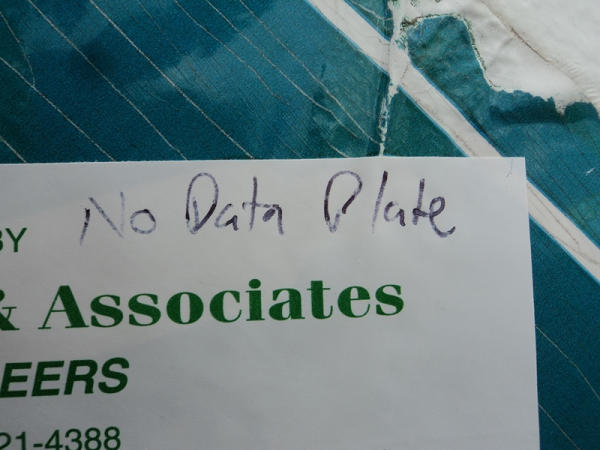 No Data Plate
BY
& Associates
EERS
21-4388